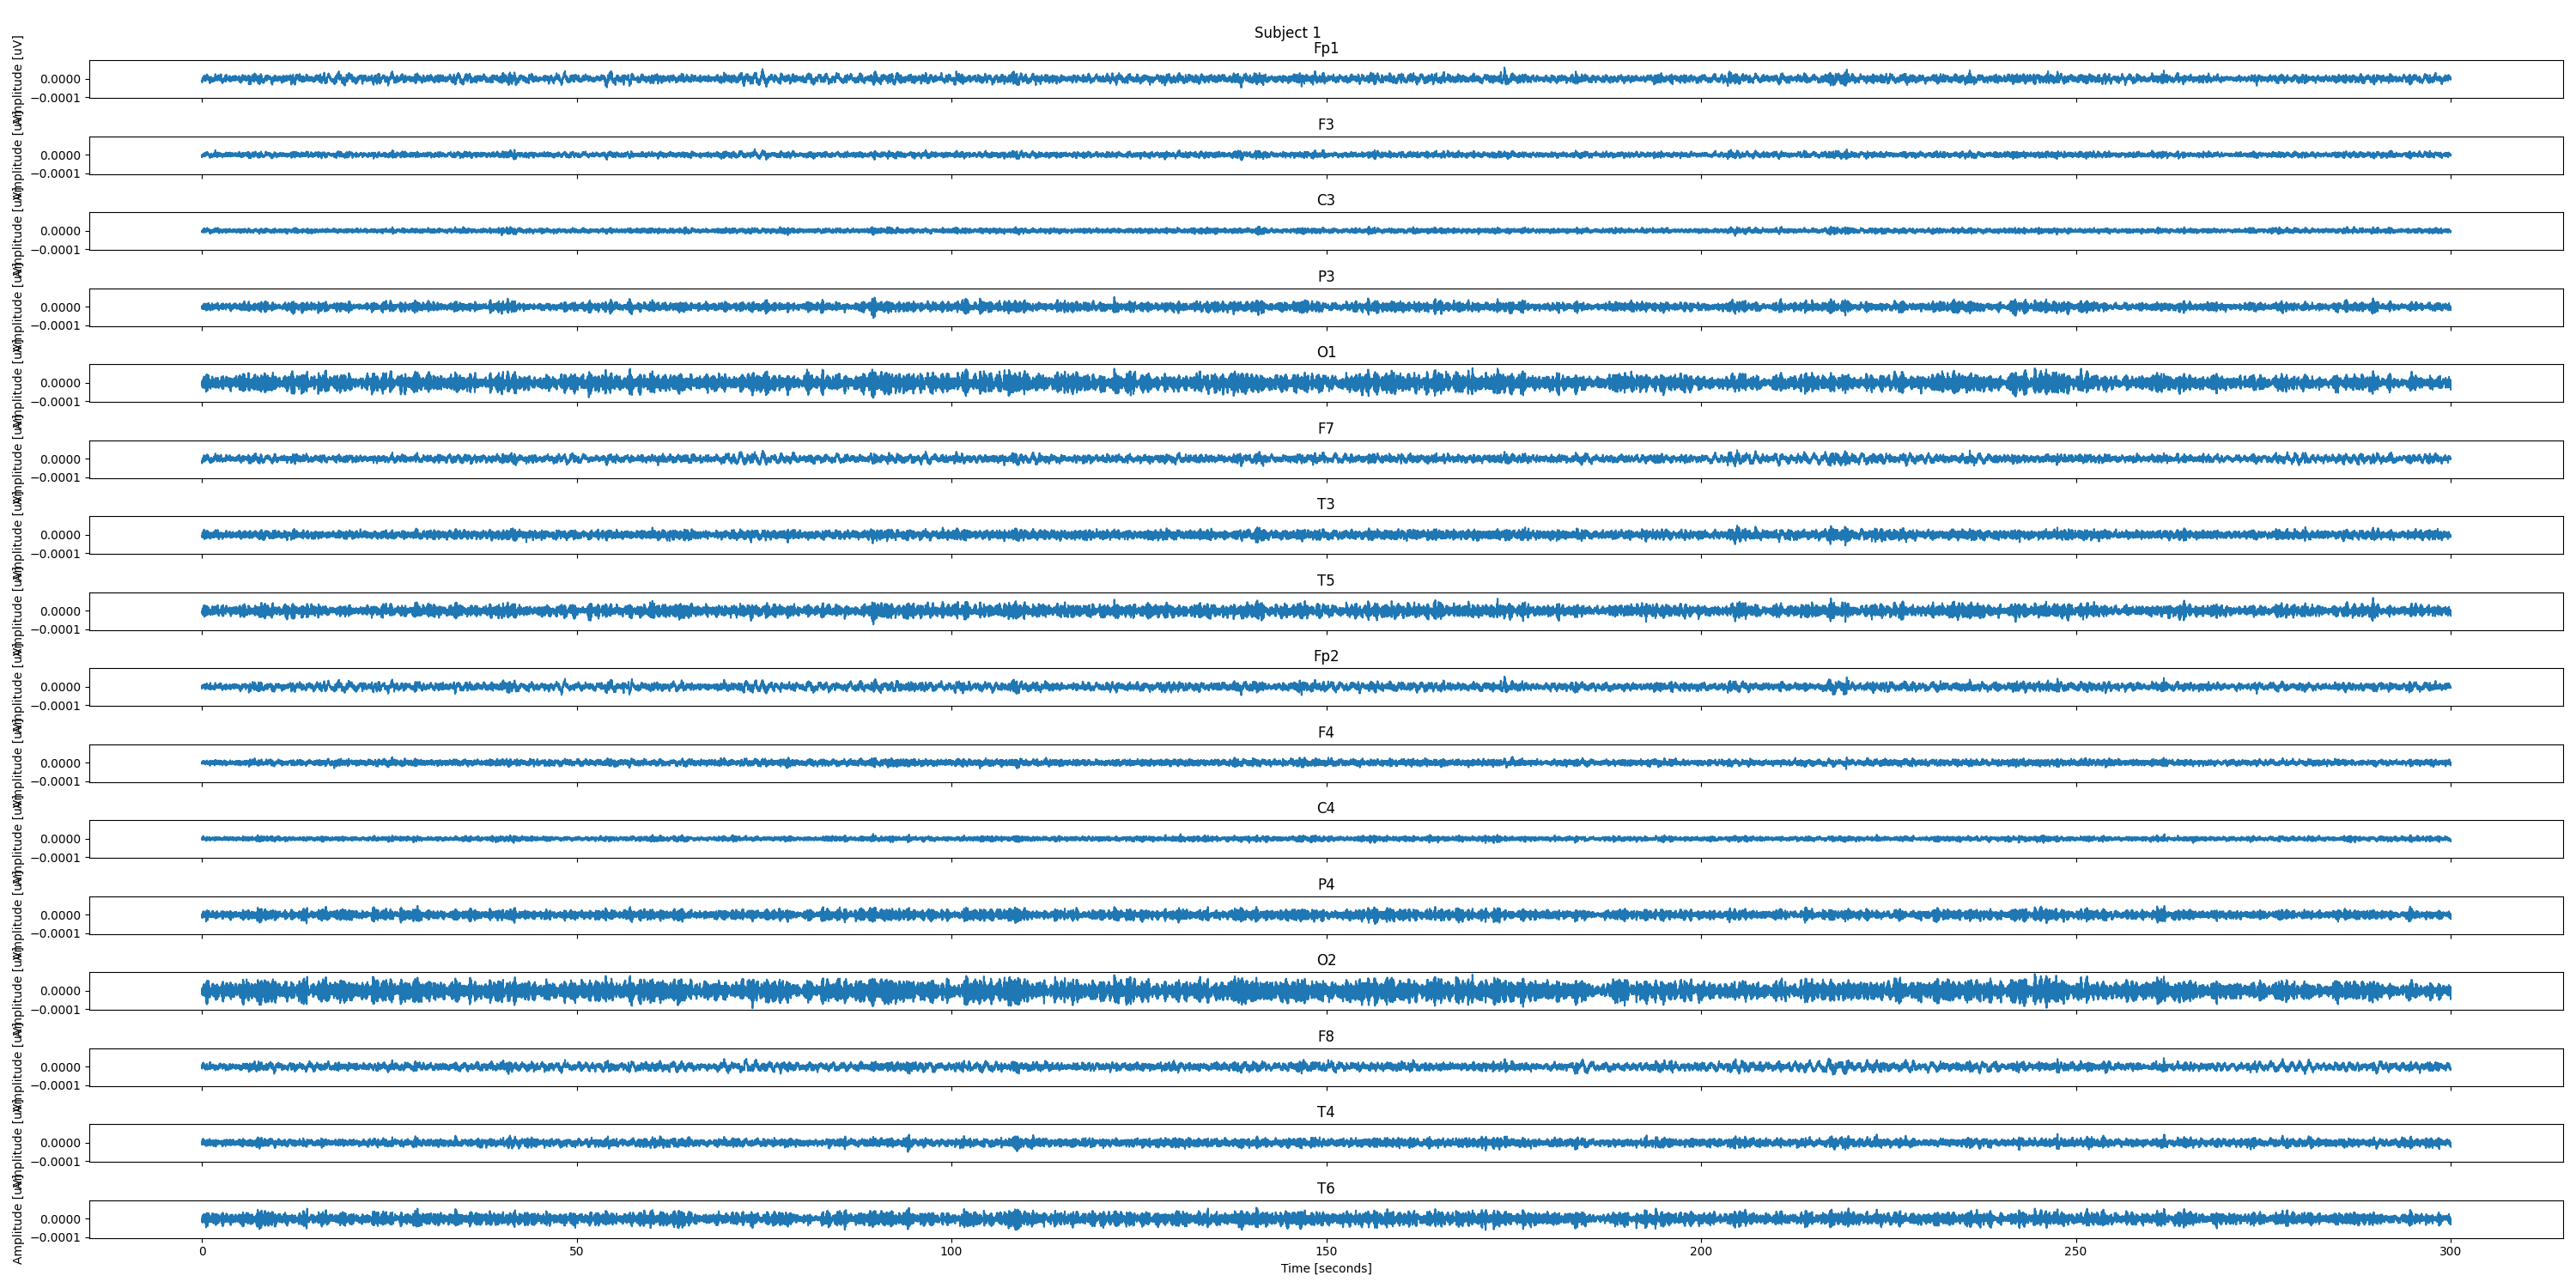 Subject 1
Fp1
Amplitude [uV]
0.0000
−0.0001
F3
Amplitude [uV]
0.0000
−0.0001
C3
Amplitude [uV]
0.0000
−0.0001
P3
Amplitude [uV]
0.0000
−0.0001
O1
Amplitude [uV]
0.0000
−0.0001
F7
Amplitude [uV]
0.0000
−0.0001
T3
Amplitude [uV]
0.0000
−0.0001
T5
Amplitude [uV]
0.0000
−0.0001
Fp2
Amplitude [uV]
0.0000
−0.0001
F4
Amplitude [uV]
0.0000
−0.0001
C4
Amplitude [uV]
0.0000
−0.0001
P4
Amplitude [uV]
0.0000
−0.0001
O2
Amplitude [uV]
0.0000
−0.0001
F8
Amplitude [uV]
0.0000
−0.0001
T4
Amplitude [uV]
0.0000
−0.0001
T6
Amplitude [uV]
0.0000
−0.0001
0 50 100 150 200 250 300
Time [seconds]